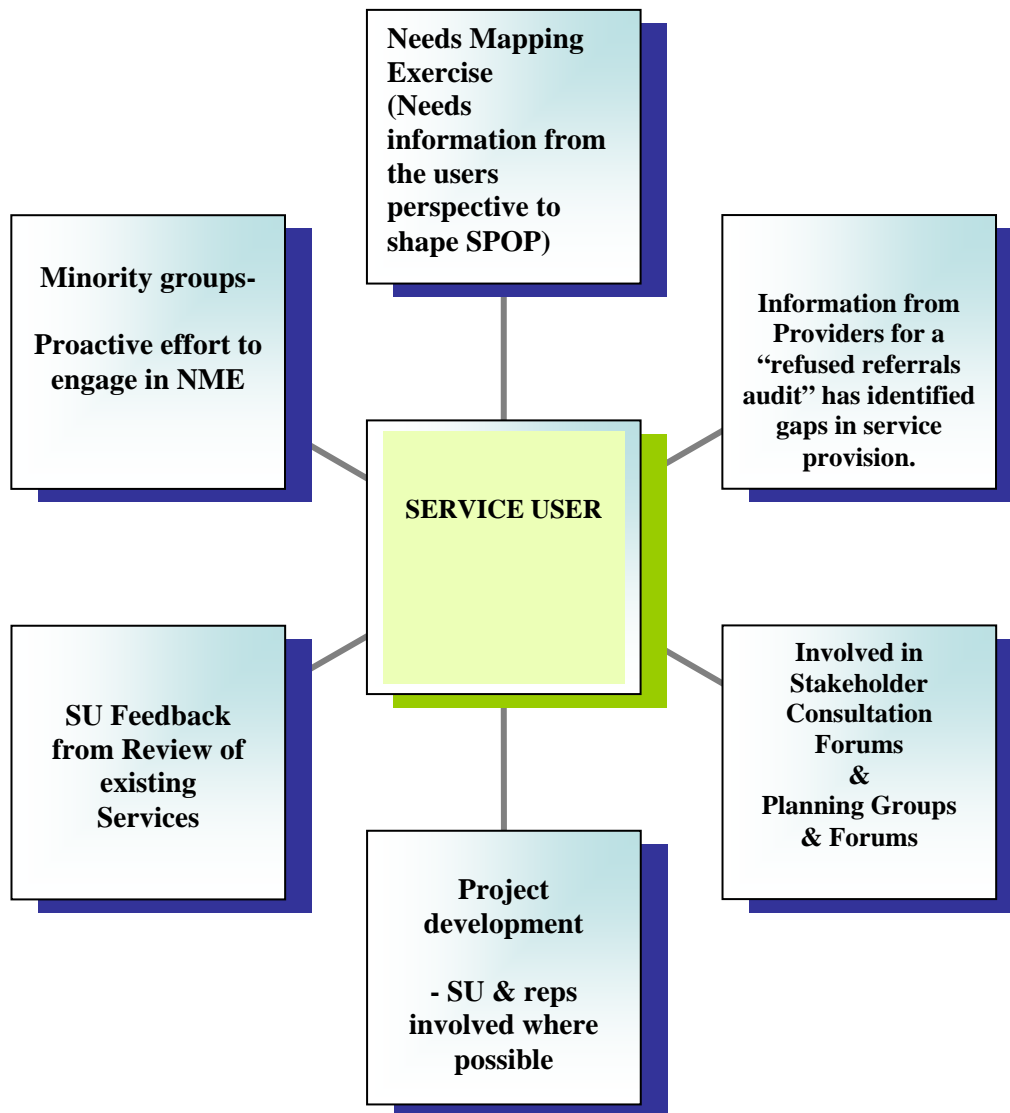 Needs Mapping
Exercise
(Needs
information from
the users
perspective to
shape SPOP)
Minority groups-
Proactive effort to
engage in NME
Information from
Providers for a
“refused referrals
audit” has identified
gaps in service
provision.
SERVICE USER
SU Feedback
from Review of
existing
Services
Involved in
Stakeholder
Consultation
Forums
&
Planning Groups
& Forums
Project
development
- SU & reps
involved where
possible